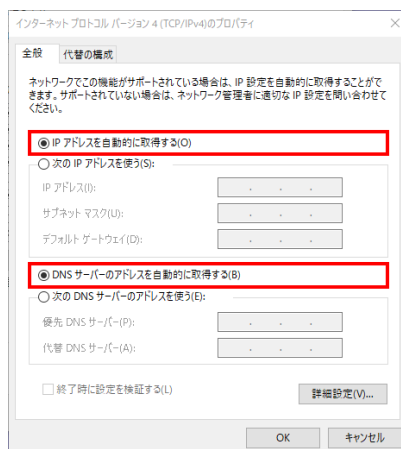 インターネット プロトコル バージョン 4 (TCP/IPv4)のプロパティ
全般
代替の構成
ネットワークでこの機能がサポートされている場合は、IP 設定を自動的に取得することがで
きます。サポートされていない場合は、ネットワーク管理者に適切な IP 設定を問い合わせて
ください。
IP アドレスを自動的に取得する(O)
次の IP アドレスを使う(S):
IP アドレス(I):
サブネット マスク(U):
デフォルト ゲートウェイ(D):
DNS サーバーのアドレスを自動的に取得する(B)
次の DNS サーバーのアドレスを使う(E):
優先 DNS サーバー(P):
代替 DNS サーバー(A):
終了時に設定を検証する(L)
詳細設定(V)...
OK
キャンセル